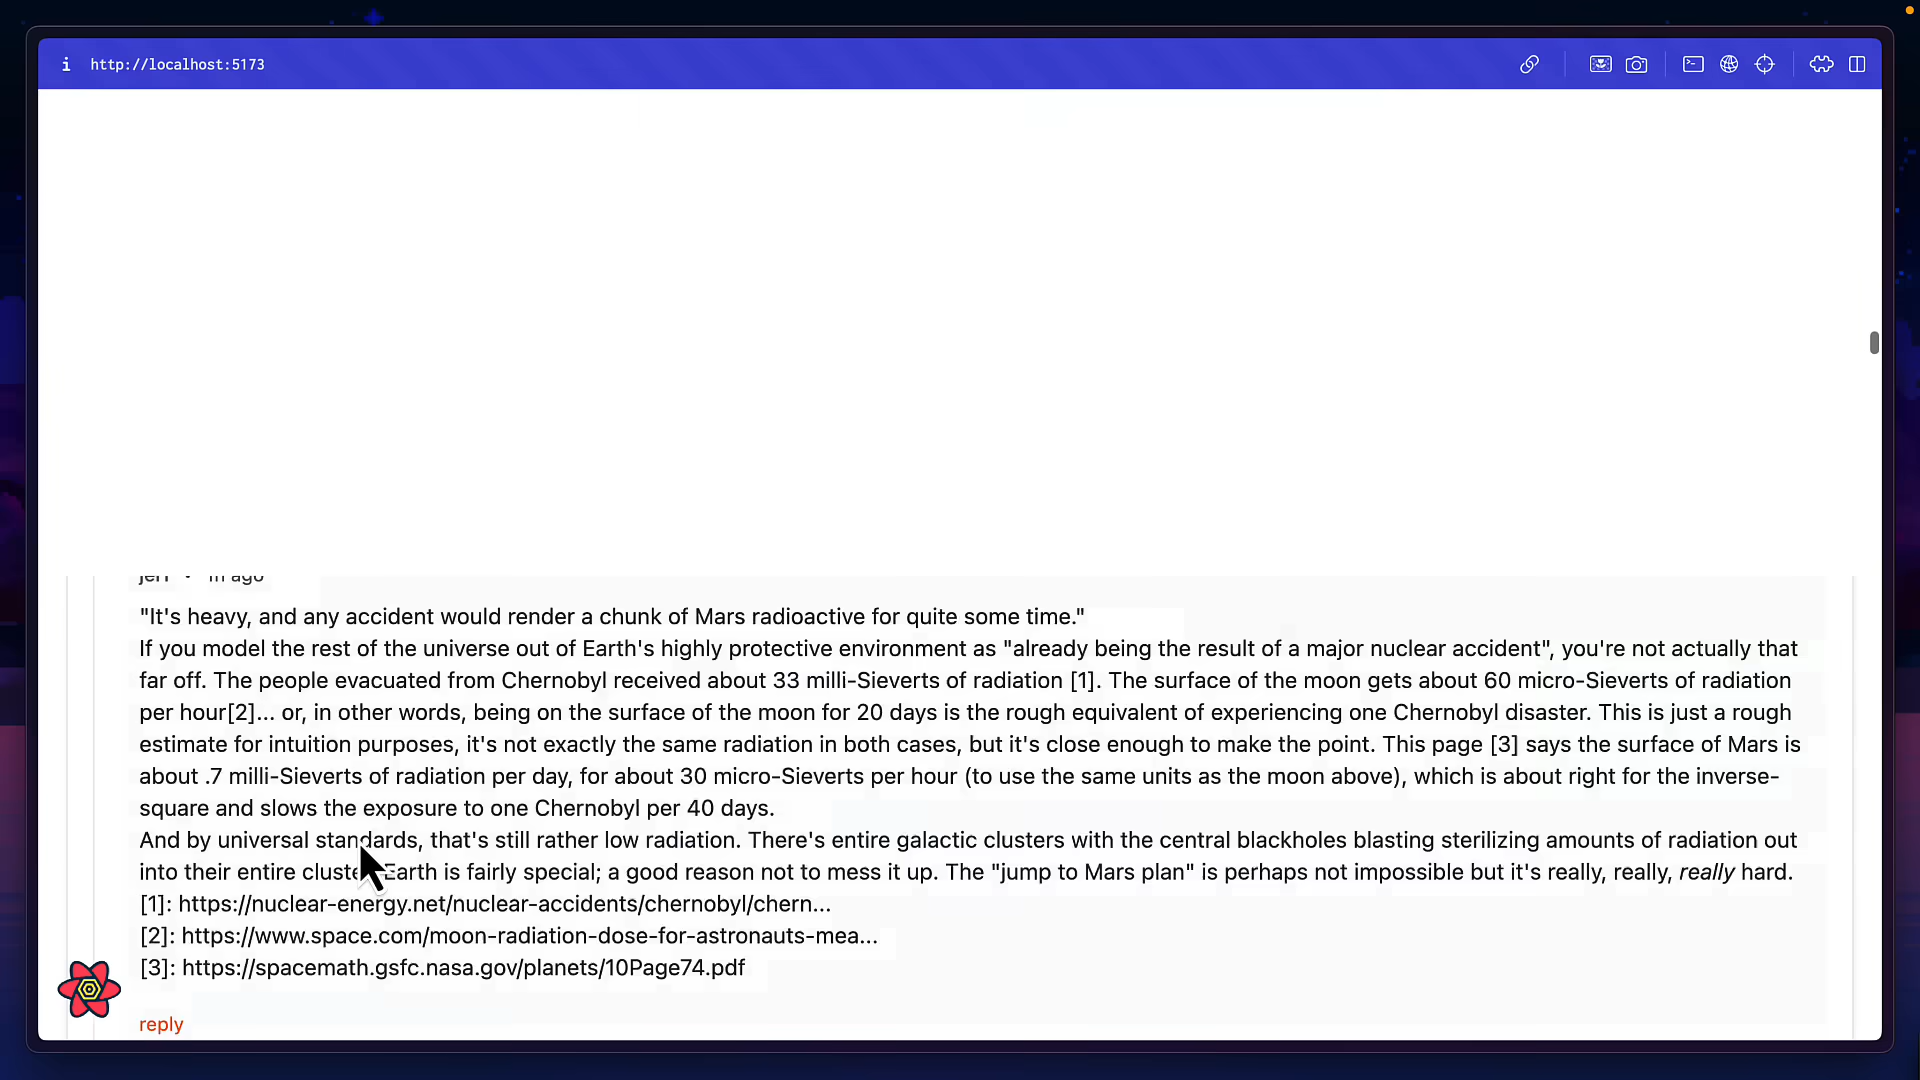 http://localhost:5173
"It's heavy, and any accident would render a chunk of Mars radioactive for quite some time."
If you model the rest of the universe out of Earth's highly protective environment as "already being the result of a major nuclear accident", you're not actually that
far off. The people evacuated from Chernobyl received about 33 milli-Sieverts of radiation [1]. The surface of the moon gets about 60 micro-Sieverts of radiation
per hour[2]... or, in other words, being on the surface of the moon for 20 days is the rough equivalent of experiencing one Chernobyl disaster. This is just a rough
estimate for intuition purposes, it's not exactly the same radiation in both cases, but it's close enough to make the point. This page [3] says the surface of Mars is
about .7 milli-Sieverts of radiation per day, for about 30 micro-Sieverts per hour (to use the same units as the moon above), which is about right for the inverse-
square and slows the exposure to one Chernobyl per 40 days.
And by universal standards, that's still rather low radiation. There's entire galactic clusters with the central blackholes blasting sterilizing amounts of radiation out
into their entire Earth is fairly special; a good reason not to mess it up. The "jump to Mars plan" is perhaps not impossible but it's really, really, really hard.
[1]: https://nuclear-energy.net/nuclear-accidents/chernobyl/chern...
[2]: https://www.space.com/moon-radiation-dose-for-astronauts-mea...
[3]: https://spacemath.gsfc.nasa.gov/planets/10Page74.pdf
reply